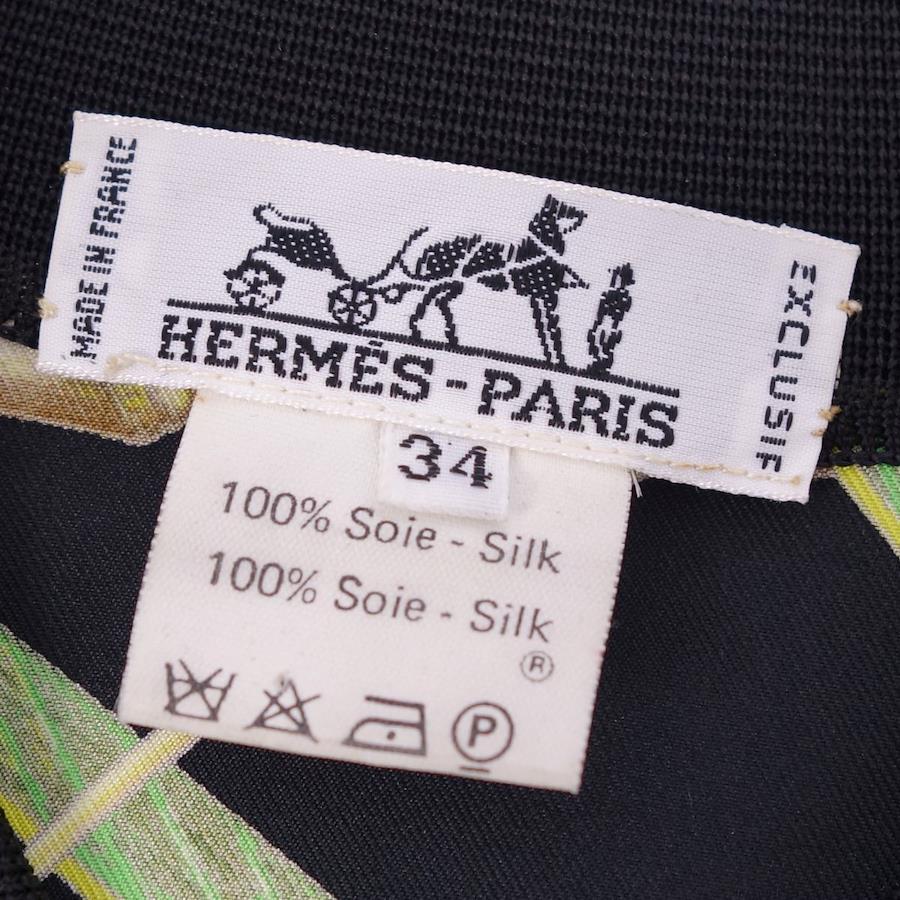 MADE IN FRANCE
HERMÈS-PARIS
EXCLUSIF
34
100% Soie - Silk
100% Soie - Silk
®
P